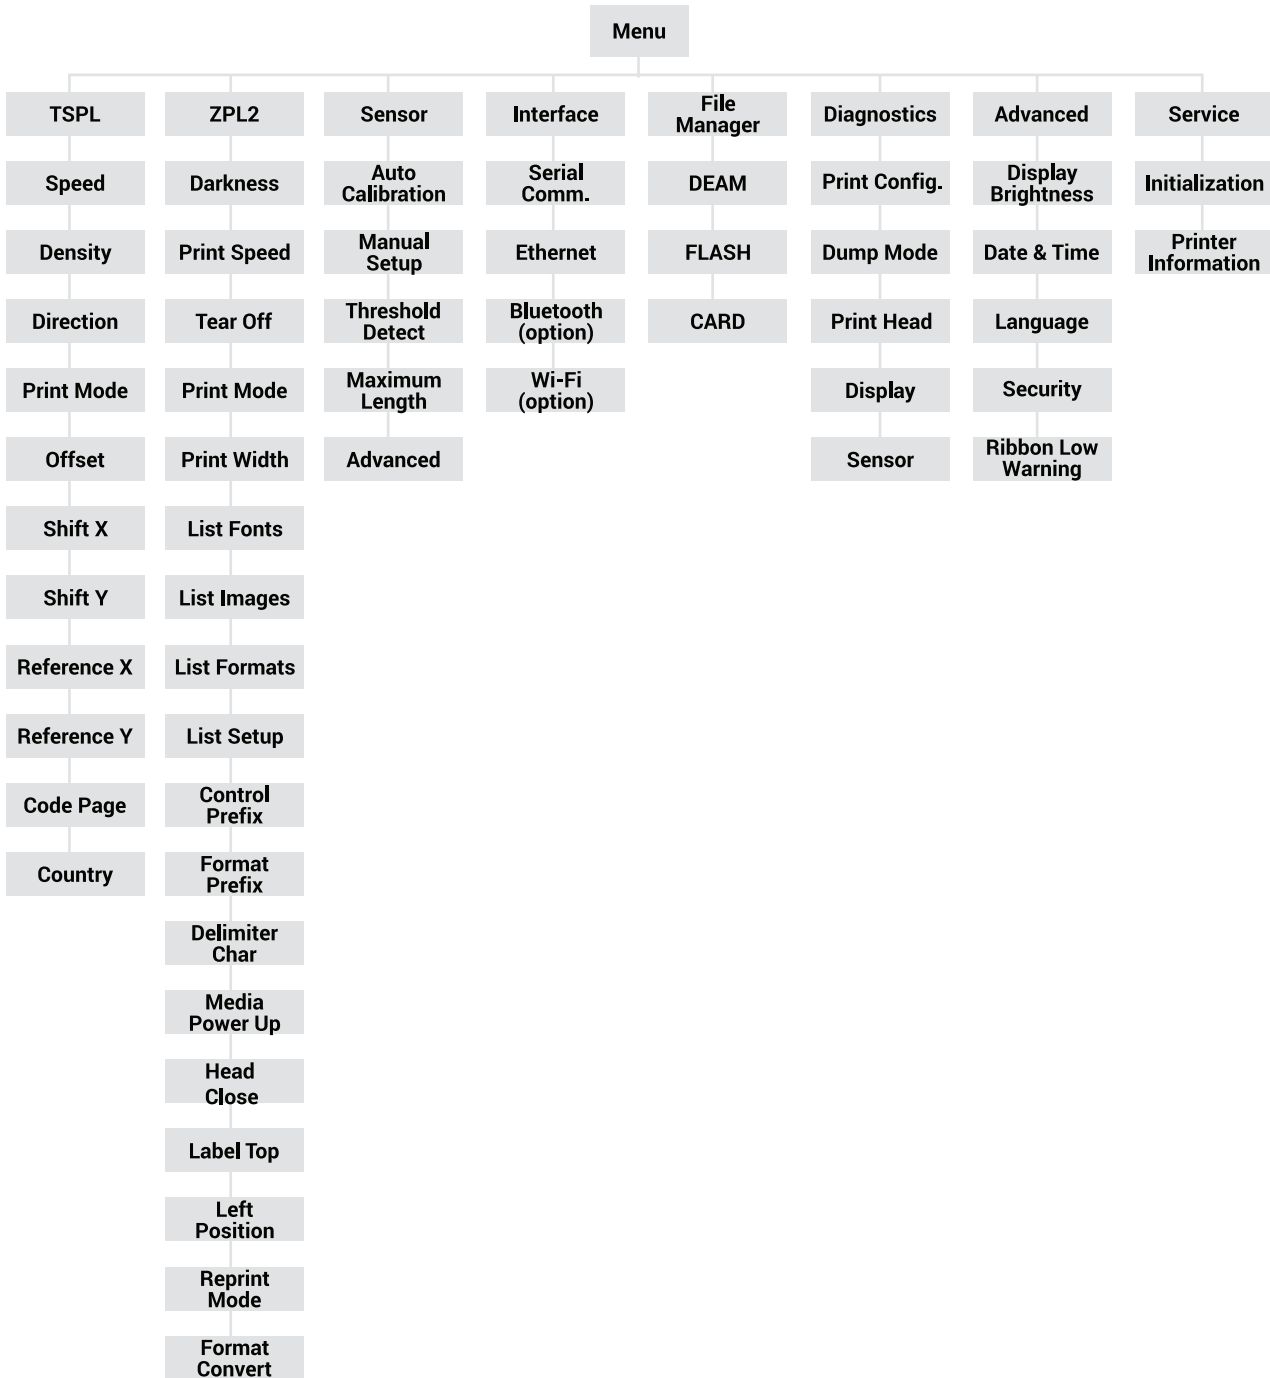 Menu
TSPL
Speed
Density
Direction
Print Mode
Offset
Shift X
Shift Y
Reference X
Reference Y
Code Page
Country
ZPL2
Darkness
Print Speed
Tear Off
Print Mode
Print Width
List Fonts
List Images
List Formats
List Setup
Control
Prefix
Format
Prefix
Delimiter
Char
Media
Power Up
Head
Close
Label Top
Left
Position
Reprint
Mode
Format
Convert
Sensor
Auto
Calibration
Manual
Setup
Threshold
Detect
Maximum
Length
Advanced
Interface
Serial
Comm.
Ethernet
Bluetooth
(option)
Wi-Fi
(option)
File
Manager
DEAM
FLASH
CARD
Diagnostics
Print Config.
Dump Mode
Print Head
Display
Sensor
Advanced
Display
Brightness
Date & Time
Language
Security
Ribbon Low
Warning
Service
Initialization
Printer
Information